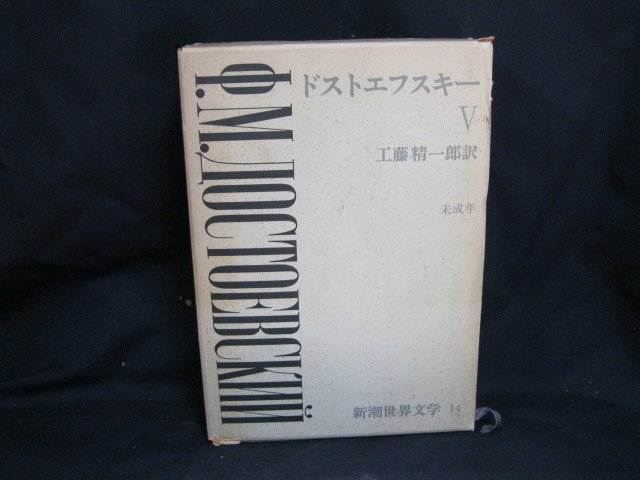 Ф.М.ДОСТОЕВСКИЙ
ドストエフスキー
V
工藤精一郎訳
未成年
新潮世界文学 14